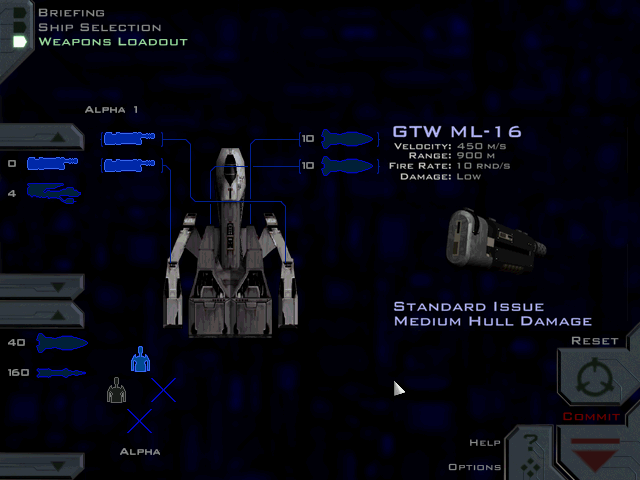 Briefing
Ship Selection
Weapons Loadout
Alpha 1
10
10
0
4
GTW ML-16
Velocity: 450 m/s
Range: 900 m
Fire Rate: 10 rnd/s
Damage: Low
Standard Issue
Medium Hull Damage
40
160
Alpha
Reset
Commit
Help
?
Options